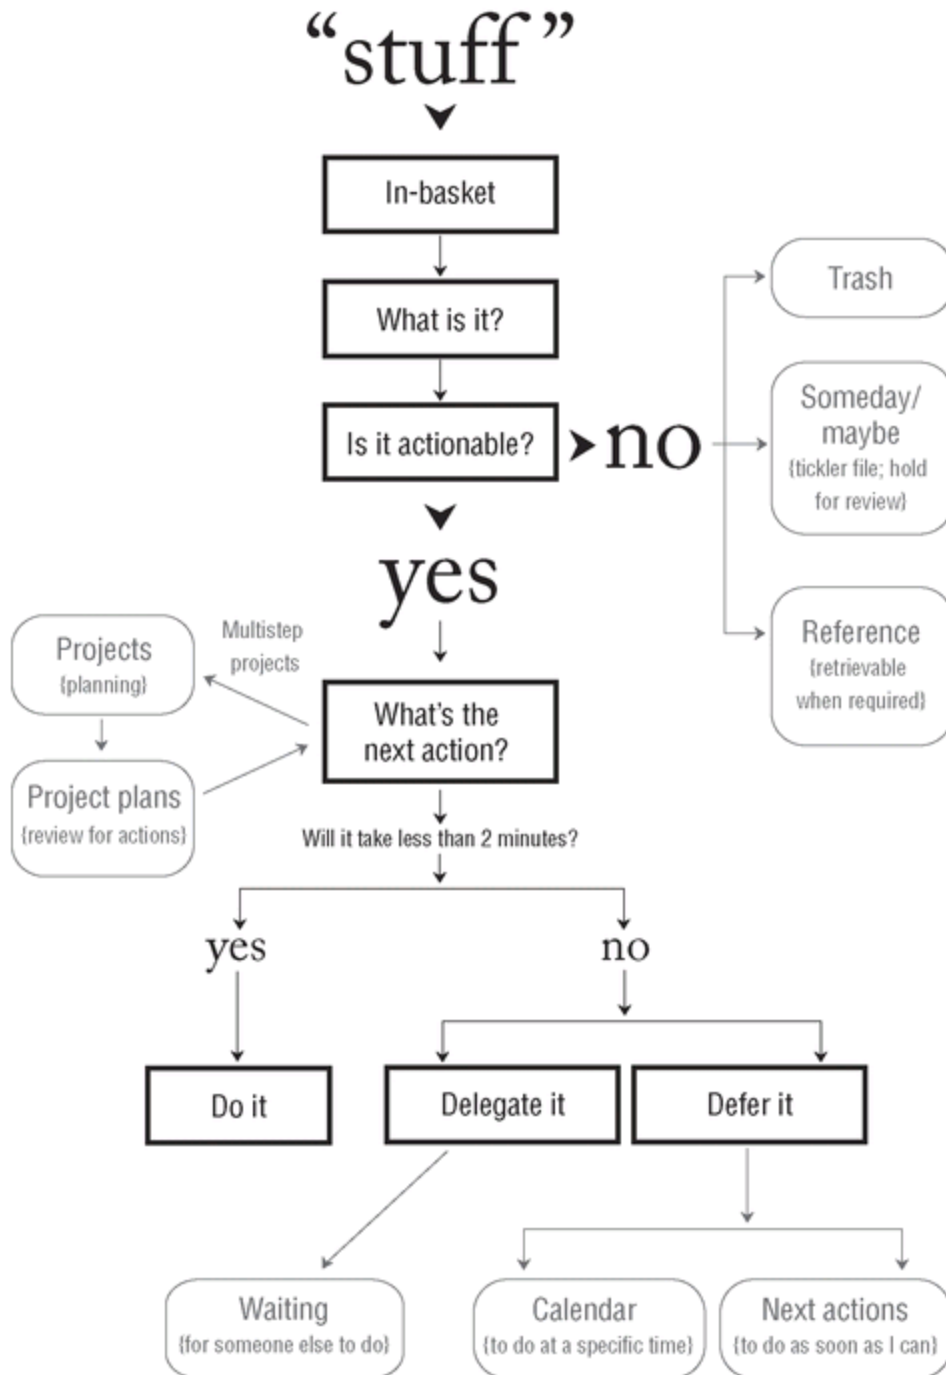 “stuff”
In-basket
What is it?
Is it actionable?
no
Trash
Someday/
maybe
{tickler file; hold
for review}
Reference
{retrievable
when required}
yes
Multistep
projects
Projects
{planning}
Project plans
{review for actions}
What’s the
next action?
Will it take less than 2 minutes?
yes
no
Do it
Delegate it
Defer it
Waiting
{for someone else to do}
Calendar
{to do at a specific time}
Next actions
{to do as soon as I can}